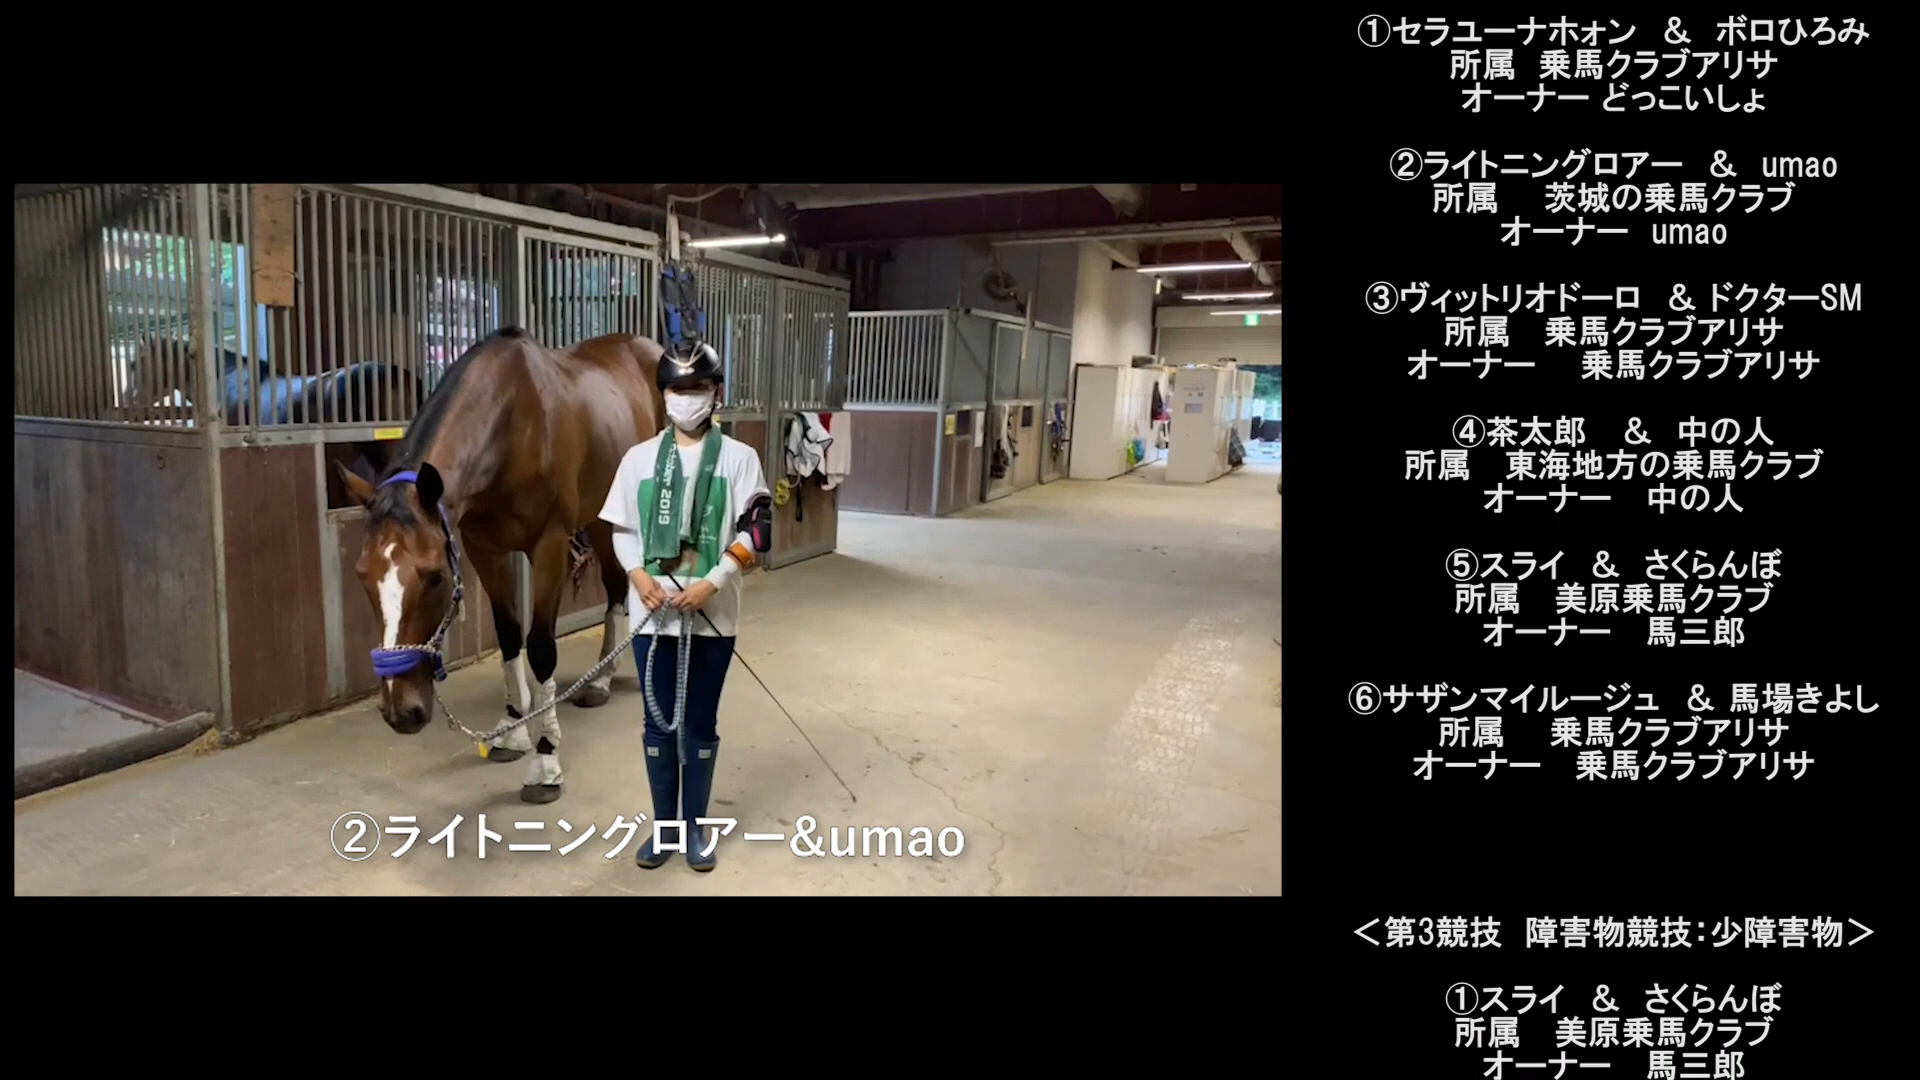 ①セラユーナホォン　＆　ボロひろみ
所属　乗馬クラブアリサ
オーナー どっこいしょ
②ライトニングロアー　＆　umao
所属　茨城の乗馬クラブ
オーナー　umao
③ヴィットリオドーロ　＆ドクターSM
所属　乗馬クラブアリサ
オーナー　乗馬クラブアリサ
④茶太郎　＆　中の人
所属　東海地方の乗馬クラブ
オーナー　中の人
⑤スライ　＆　さくらんぼ
所属　美原乗馬クラブ
オーナー　馬三郎
⑥サザンマイルージュ　＆ 馬場きよし
所属　乗馬クラブアリサ
オーナー　乗馬クラブアリサ
＜第3競技　障害物競技：少障害物＞
①スライ　＆　さくらんぼ
所属　美原乗馬クラブ
オーナー　馬三郎
2019
②ライトニングロアー&umao